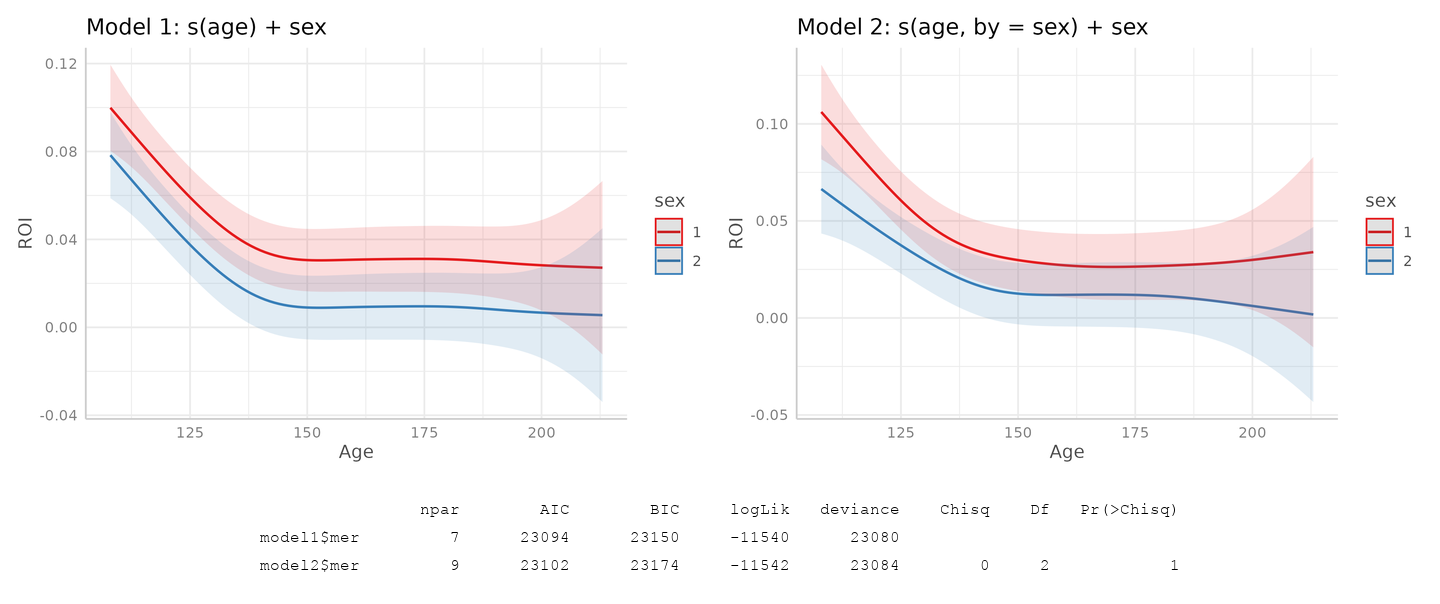 Model 1: s(age) + sex
0.12
0.08
0.04
0.00
-0.04
ROI
125 150 175 200
Age
sex
1
2
Model 2: s(age, by = sex) + sex
0.10
0.05
0.00
-0.05
ROI
125 150 175 200
Age
sex
1
2
npar AIC BIC logLik deviance Chisq Df Pr(>Chisq)
model1$mer 7 23094 23150 -11540 23080
model2$mer 9 23102 23174 -11542 23084 0 2 1